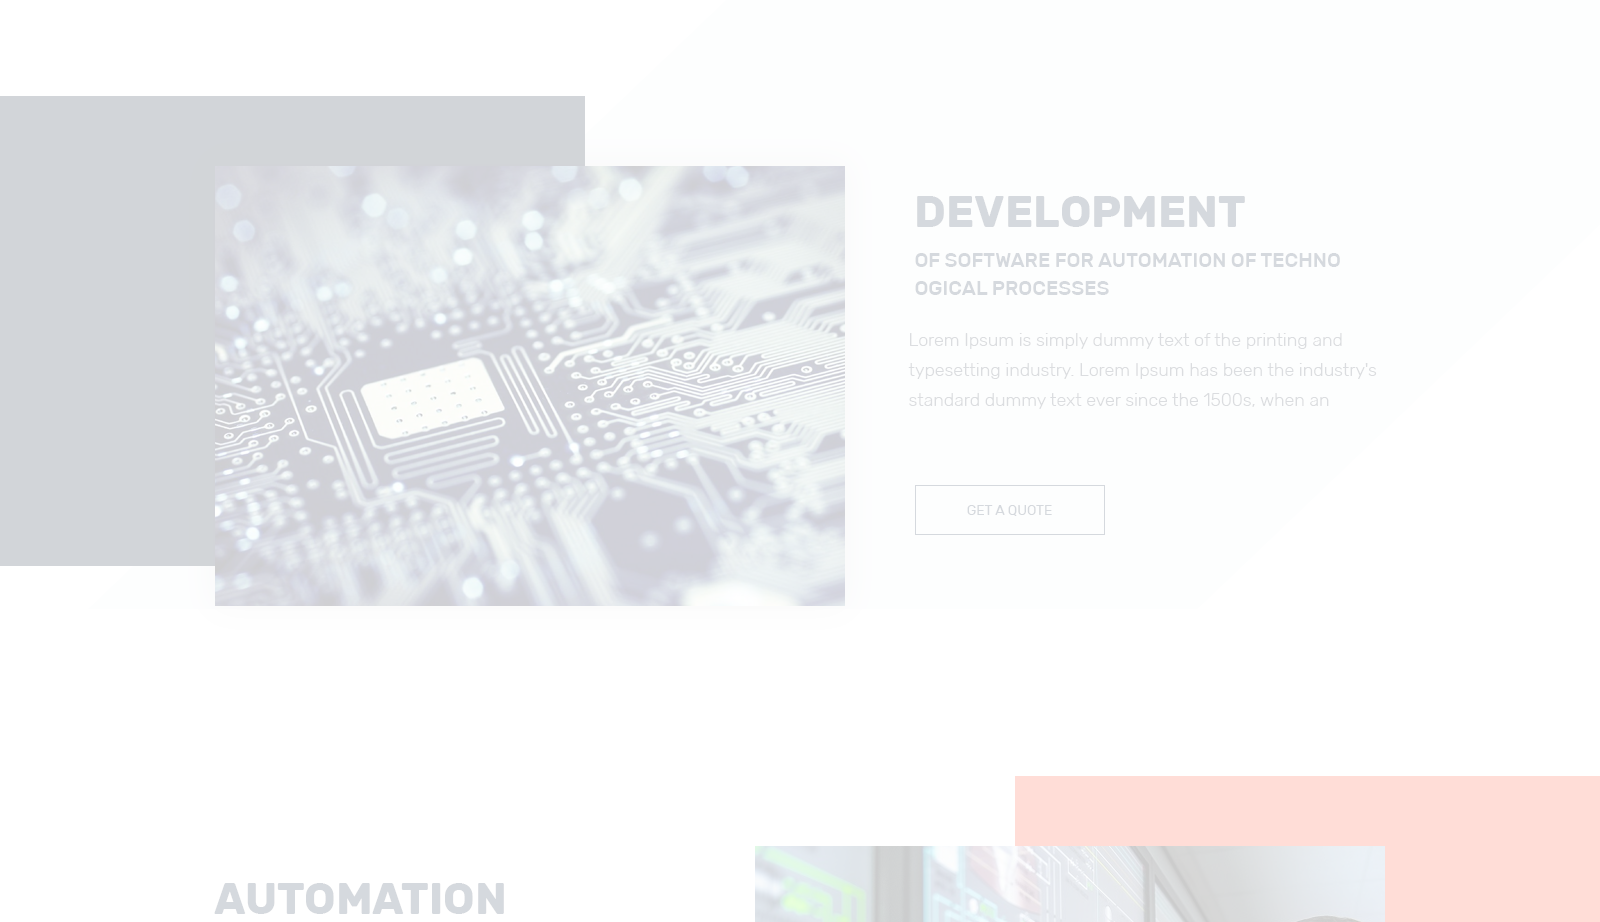 DEVELOPMENT
OF SOFTWARE FOR AUTOMATION OF TECHNO
OGICAL PROCESSES
Lorem Ipsum is simply dummy text of the printing and
typesetting industry. Lorem Ipsum has been the industry's
standard dummy text ever since the 1500s, when an
GET A QUOTE
AUTOMATION